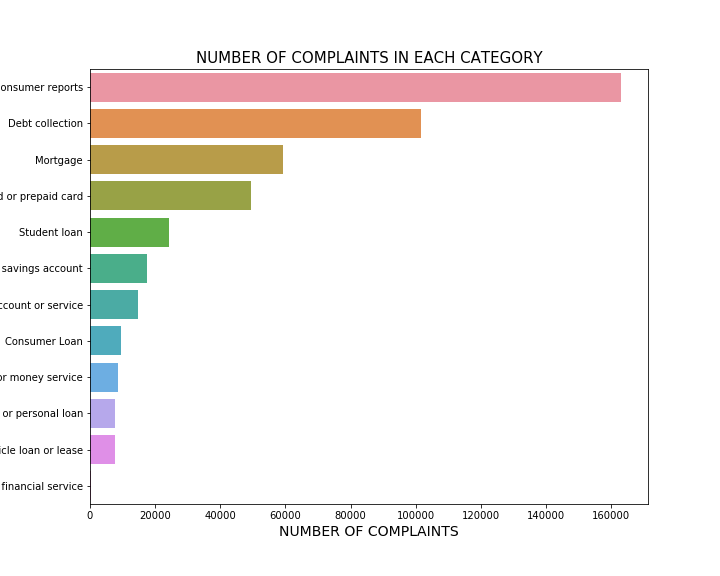 NUMBER OF COMPLAINTS IN EACH CATEGORY
onsumer reports
Debt collection
Mortgage
d or prepaid card
Student loan
savings account
ccount or service
Consumer Loan
or money service
or personal loan
icle loan or lease
financial service
0 20000 40000 60000 80000 100000 120000 140000 160000
NUMBER OF COMPLAINTS